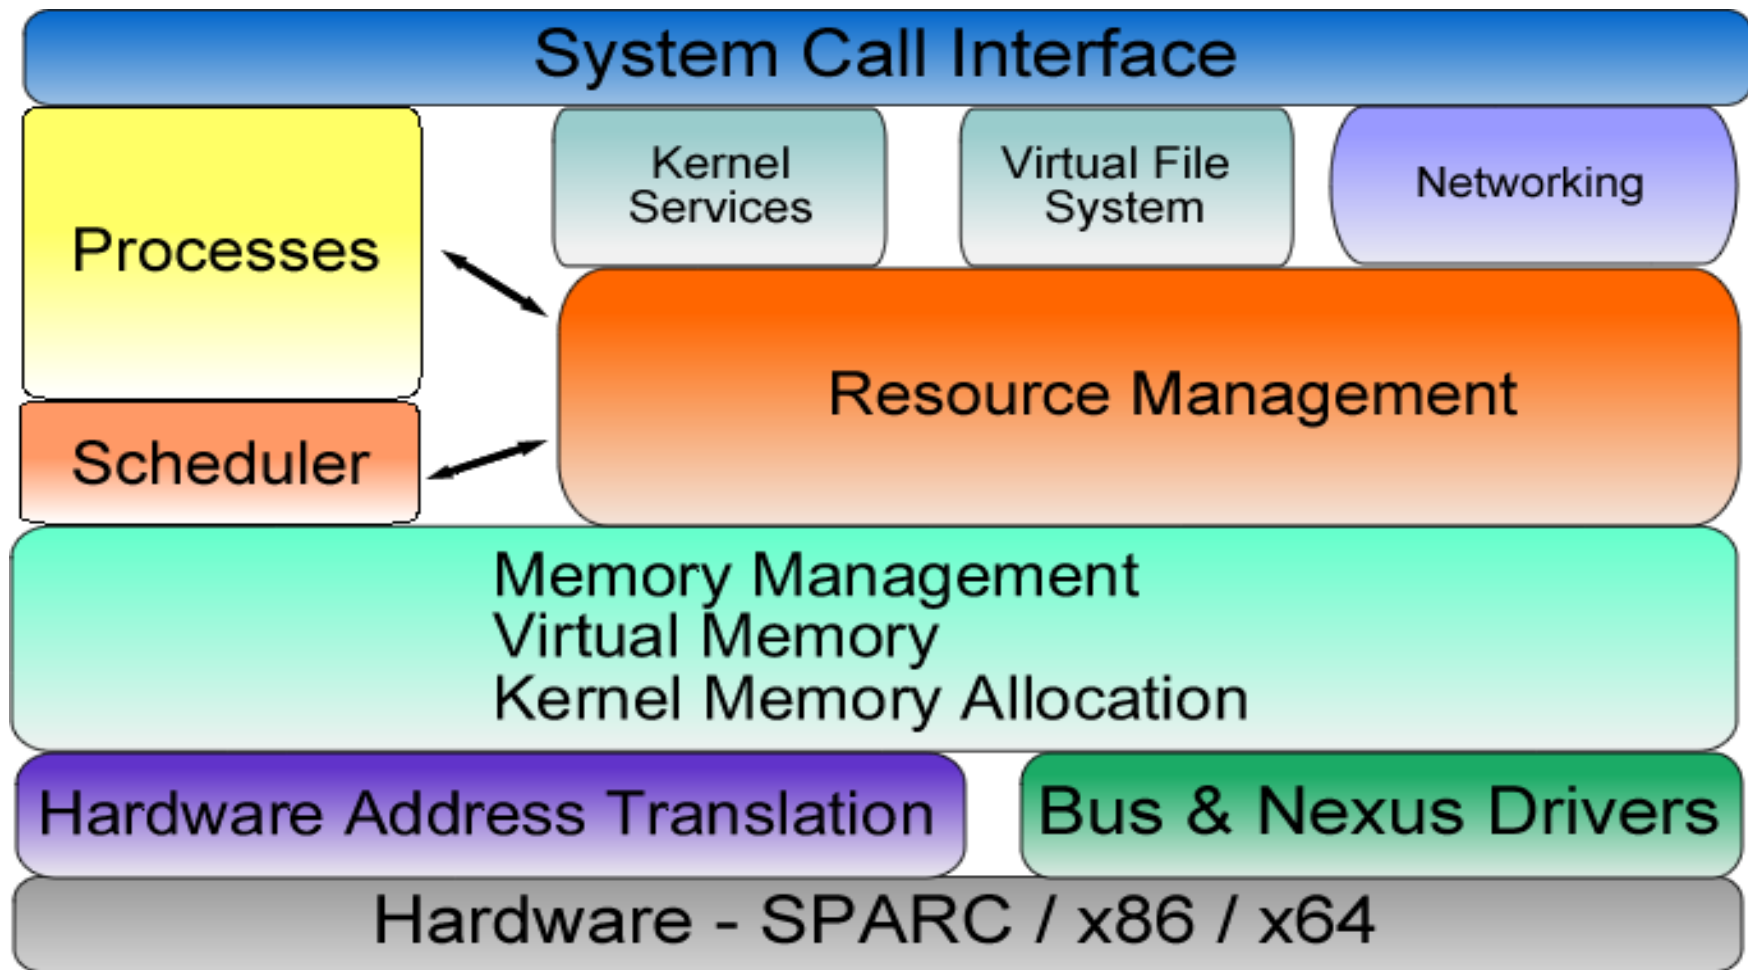 System Call Interface
Kernel
Services
Virtual File
System
Networking
Processes
Resource Management
Scheduler
Memory Management
Virtual Memory
Kernel Memory Allocation
Hardware Address Translation
Bus & Nexus Drivers
Hardware - SPARC / x86 / x64